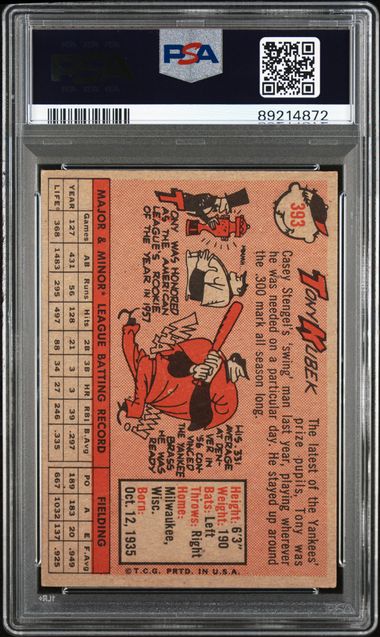 PSA
89214872
393
TONY KUBEK
The latest of the Yankees'
prize pupils, Tony was
Casey Stengel's 'swing' man last year, playing wherever
he was needed on a particular day. He stayed up around
the .300 mark all season long.
TONY WAS HONORED
AS THE AMERICAN
LEAGUE'S ROOKIE
OF THE YEAR IN 1957
HIS .331
AVERAGE
AT DEN-
VER IN
'56 CON-
VINCED
THE YANKEE
BRASS
HE WAS
READY
Height: 6'3"
Weight: 190
Bats: Left
Throws: Right
Home:
Milwaukee,
Wisc.
Born:
Oct. 12, 1935
MAJOR & MINOR* LEAGUE BATTING RECORD FIELDING
Games AB Runs Hits 2B 3B HR RBI B.Avg PO A E F.Avg
YEAR 127 431 56 128 21 3 3 39 .297 189 212 20 .949
LIFE 368 1483 295 497 88 34 27 246 .335 667 1032 137 .925
© T.C.G. PRTD. IN U.S.A.